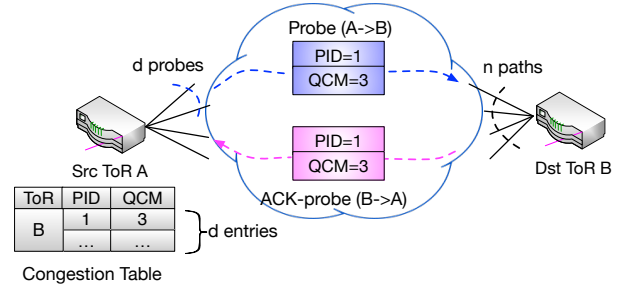 Probe (A->B)
d probes
PID=1
QCM=3
n paths
PID=1
QCM=3
Src ToR A
Dst ToR B
ACK-probe (B->A)
ToR PID QCM
B 1 3
... ...
d entries
Congestion Table